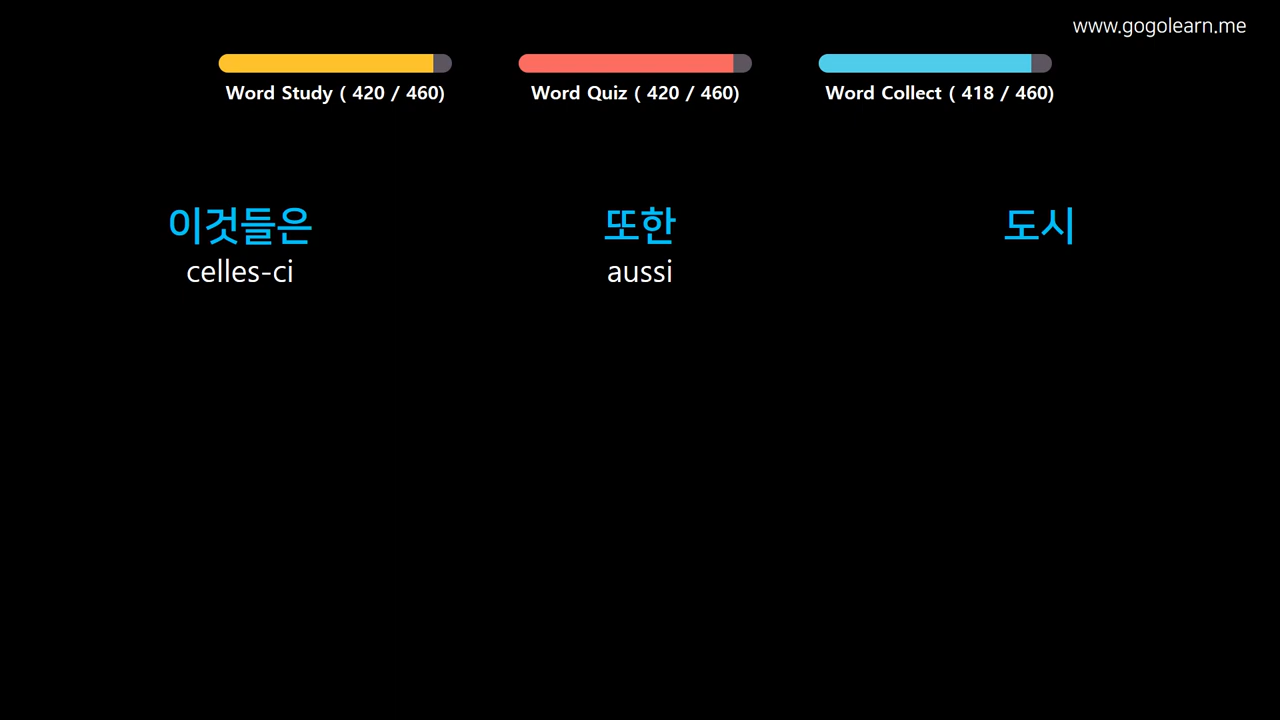 www.gogolearn.me
Word Study ( 420 / 460)
Word Quiz ( 420 / 460)
Word Collect ( 418 / 460)
이것들은
celles-ci
또한
aussi
도시